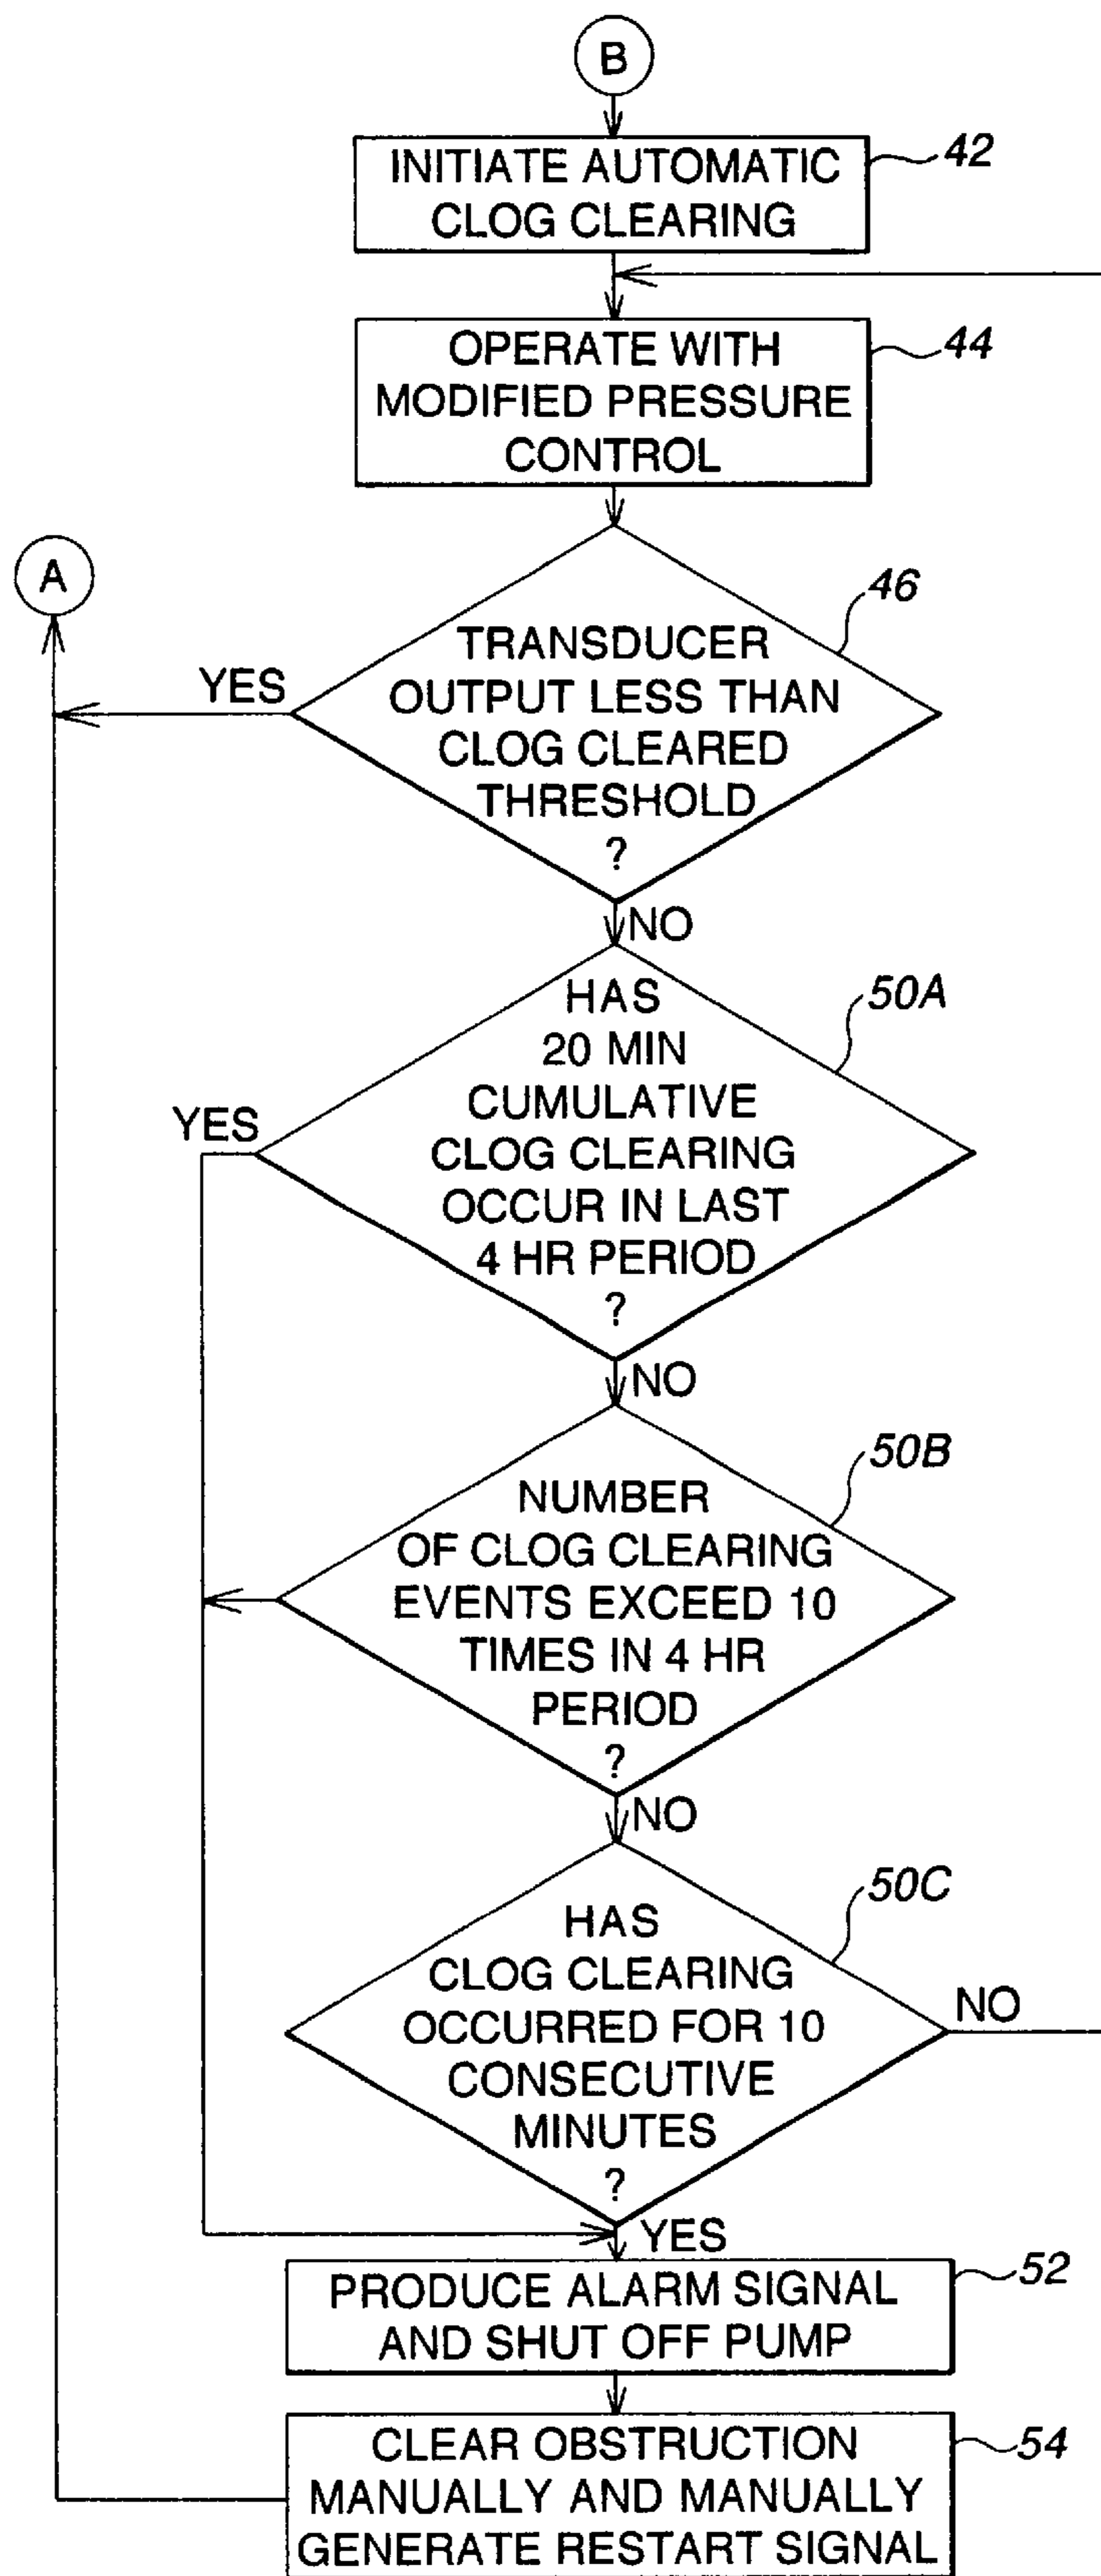 B
INITIATE AUTOMATIC
CLOG CLEARING
42
OPERATE WITH
MODIFIED PRESSURE
CONTROL
44
A
TRANSDUCER
OUTPUT LESS THAN
CLOG CLEARED
THRESHOLD
?
46
YES
NO
HAS
20 MIN
CUMULATIVE
CLOG CLEARING
OCCUR IN LAST
4 HR PERIOD
?
50A
YES
NO
NUMBER
OF CLOG CLEARING
EVENTS EXCEED 10
TIMES IN 4 HR
PERIOD
?
50B
NO
HAS
CLOG CLEARING
OCCURRED FOR 10
CONSECUTIVE
MINUTES
?
50C
NO
YES
PRODUCE ALARM SIGNAL
AND SHUT OFF PUMP
52
CLEAR OBSTRUCTION
MANUALLY AND MANUALLY
GENERATE RESTART SIGNAL
54